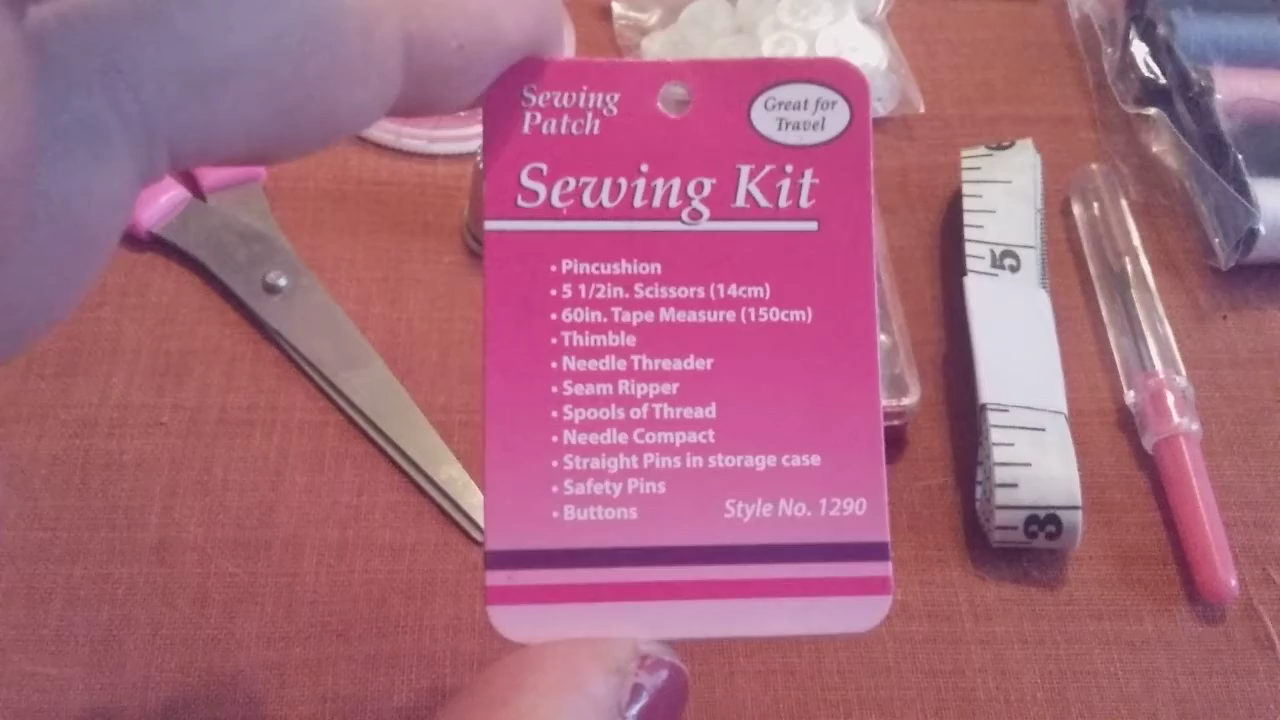 Sewing
Patch
Great for
Travel
Sewing Kit
• Pincushion
• 5 1/2in. Scissors (14cm)
• 60in. Tape Measure (150cm)
• Thimble
• Needle Threader
• Seam Ripper
• Spools of Thread
• Needle Compact
• Straight Pins in storage case
• Safety Pins
• Buttons
Style No. 1290
6
5
3